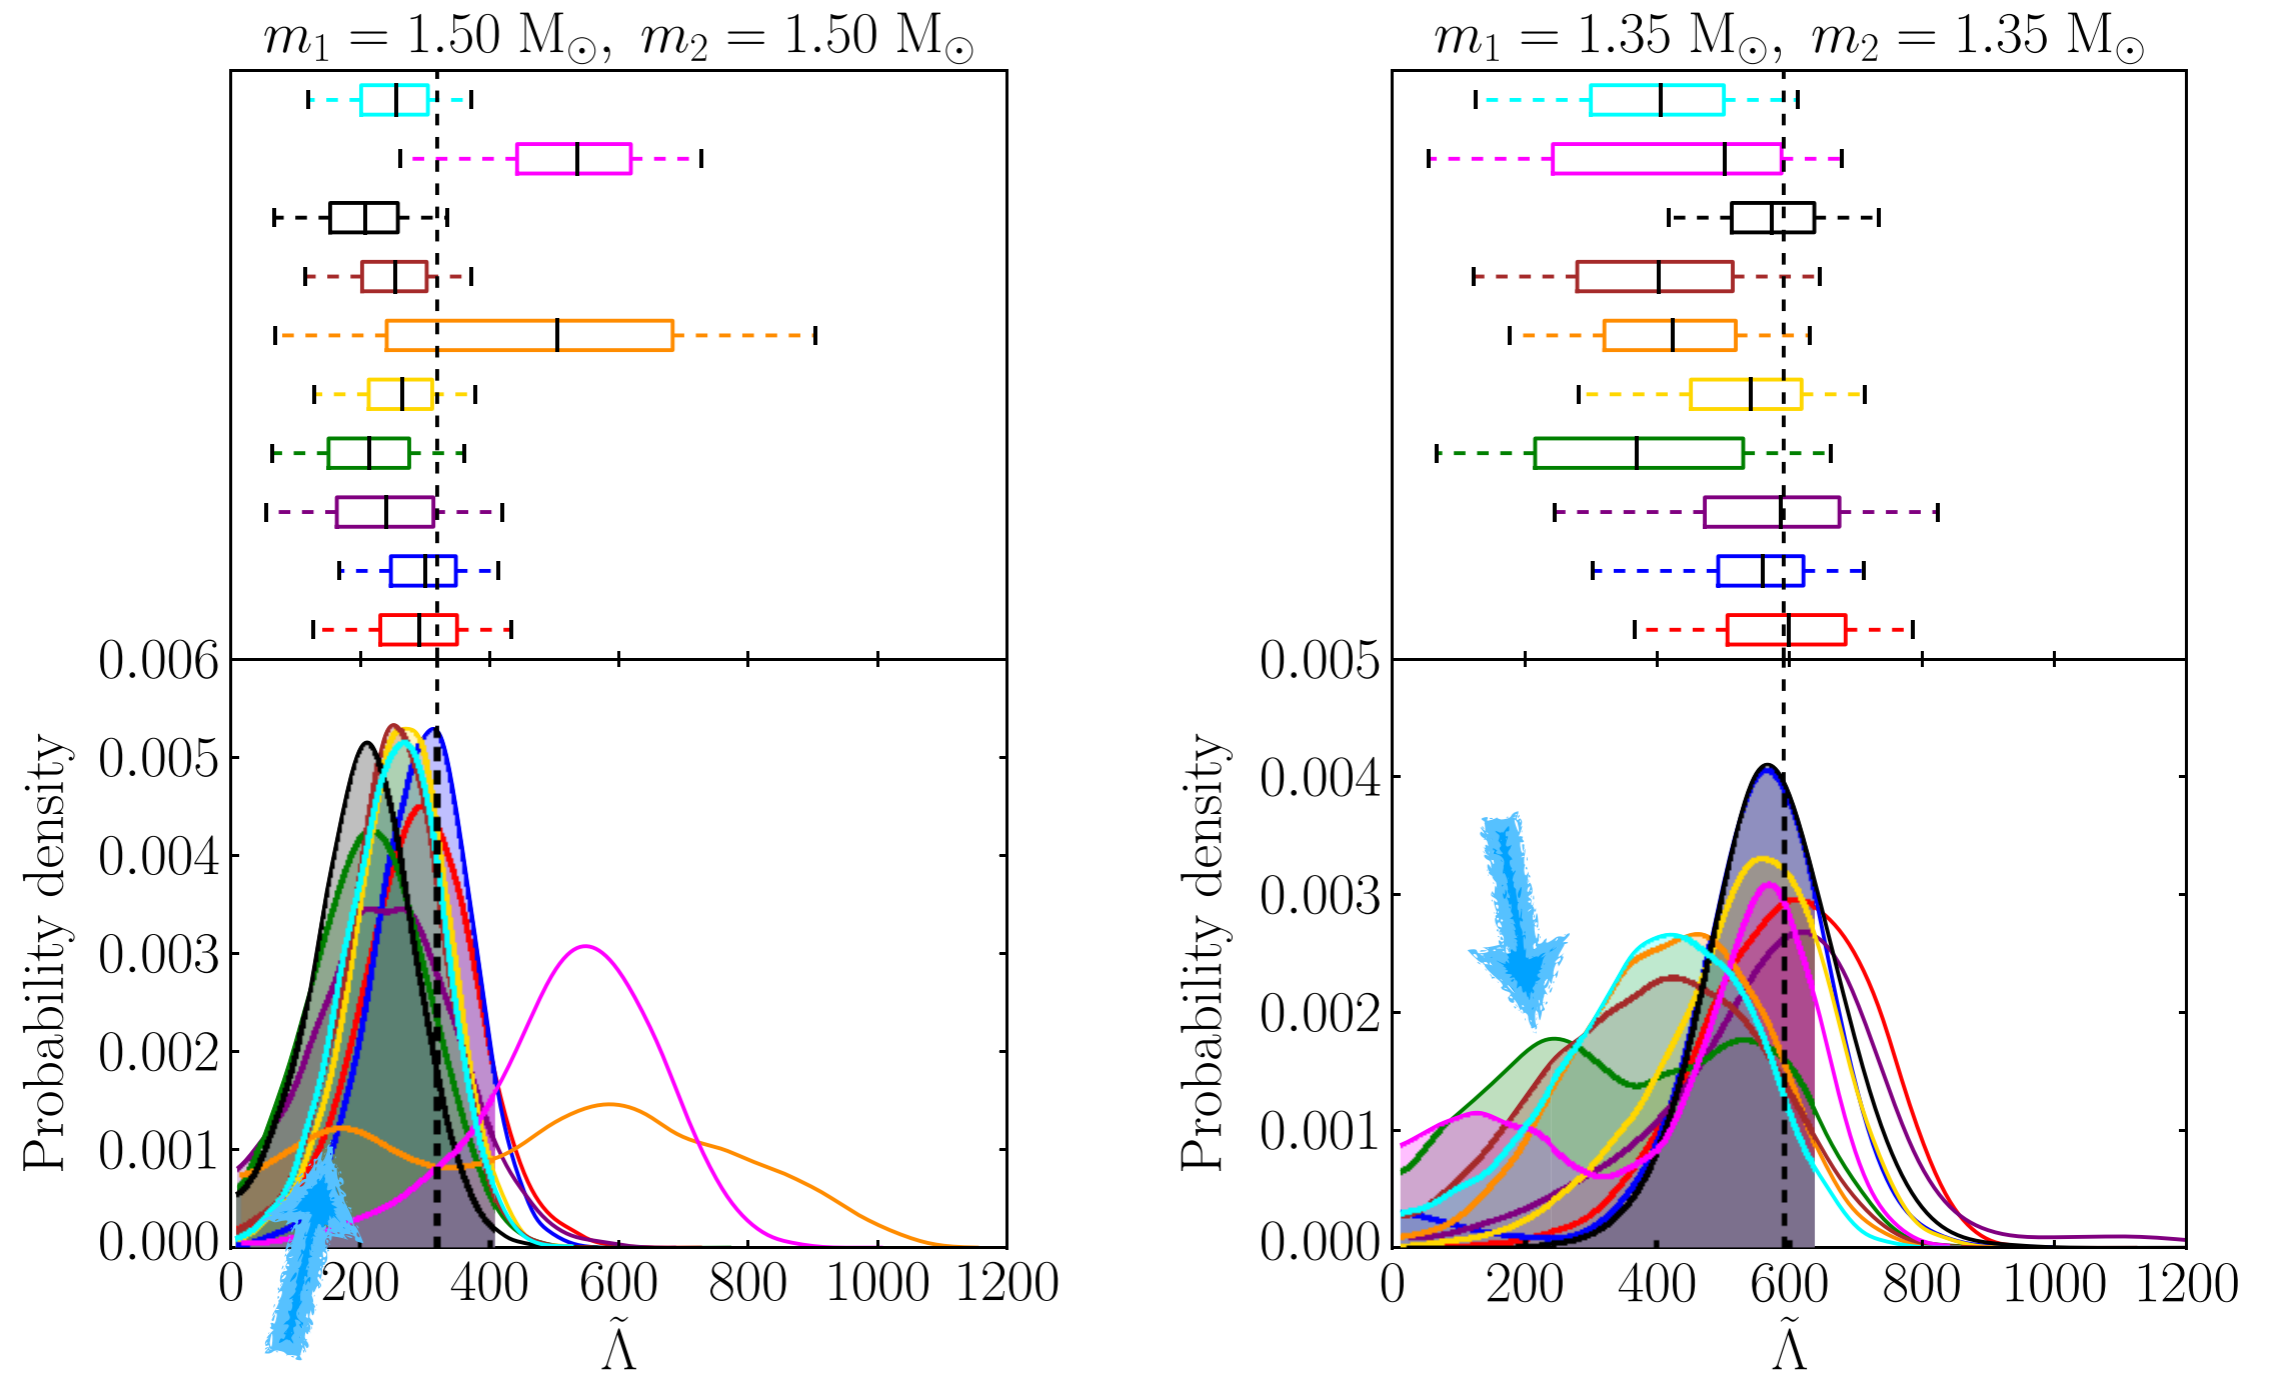 m₁ = 1.50 M⊙, m₂ = 1.50 M⊙
0.006
0.005
0.004
0.003
0.002
0.001
0.000
Probability density
0 200 400 600 800 1000 1200
Λ̃
m₁ = 1.35 M⊙, m₂ = 1.35 M⊙
0.005
0.004
0.003
0.002
0.001
0.000
Probability density
0 200 400 600 800 1000 1200
Λ̃